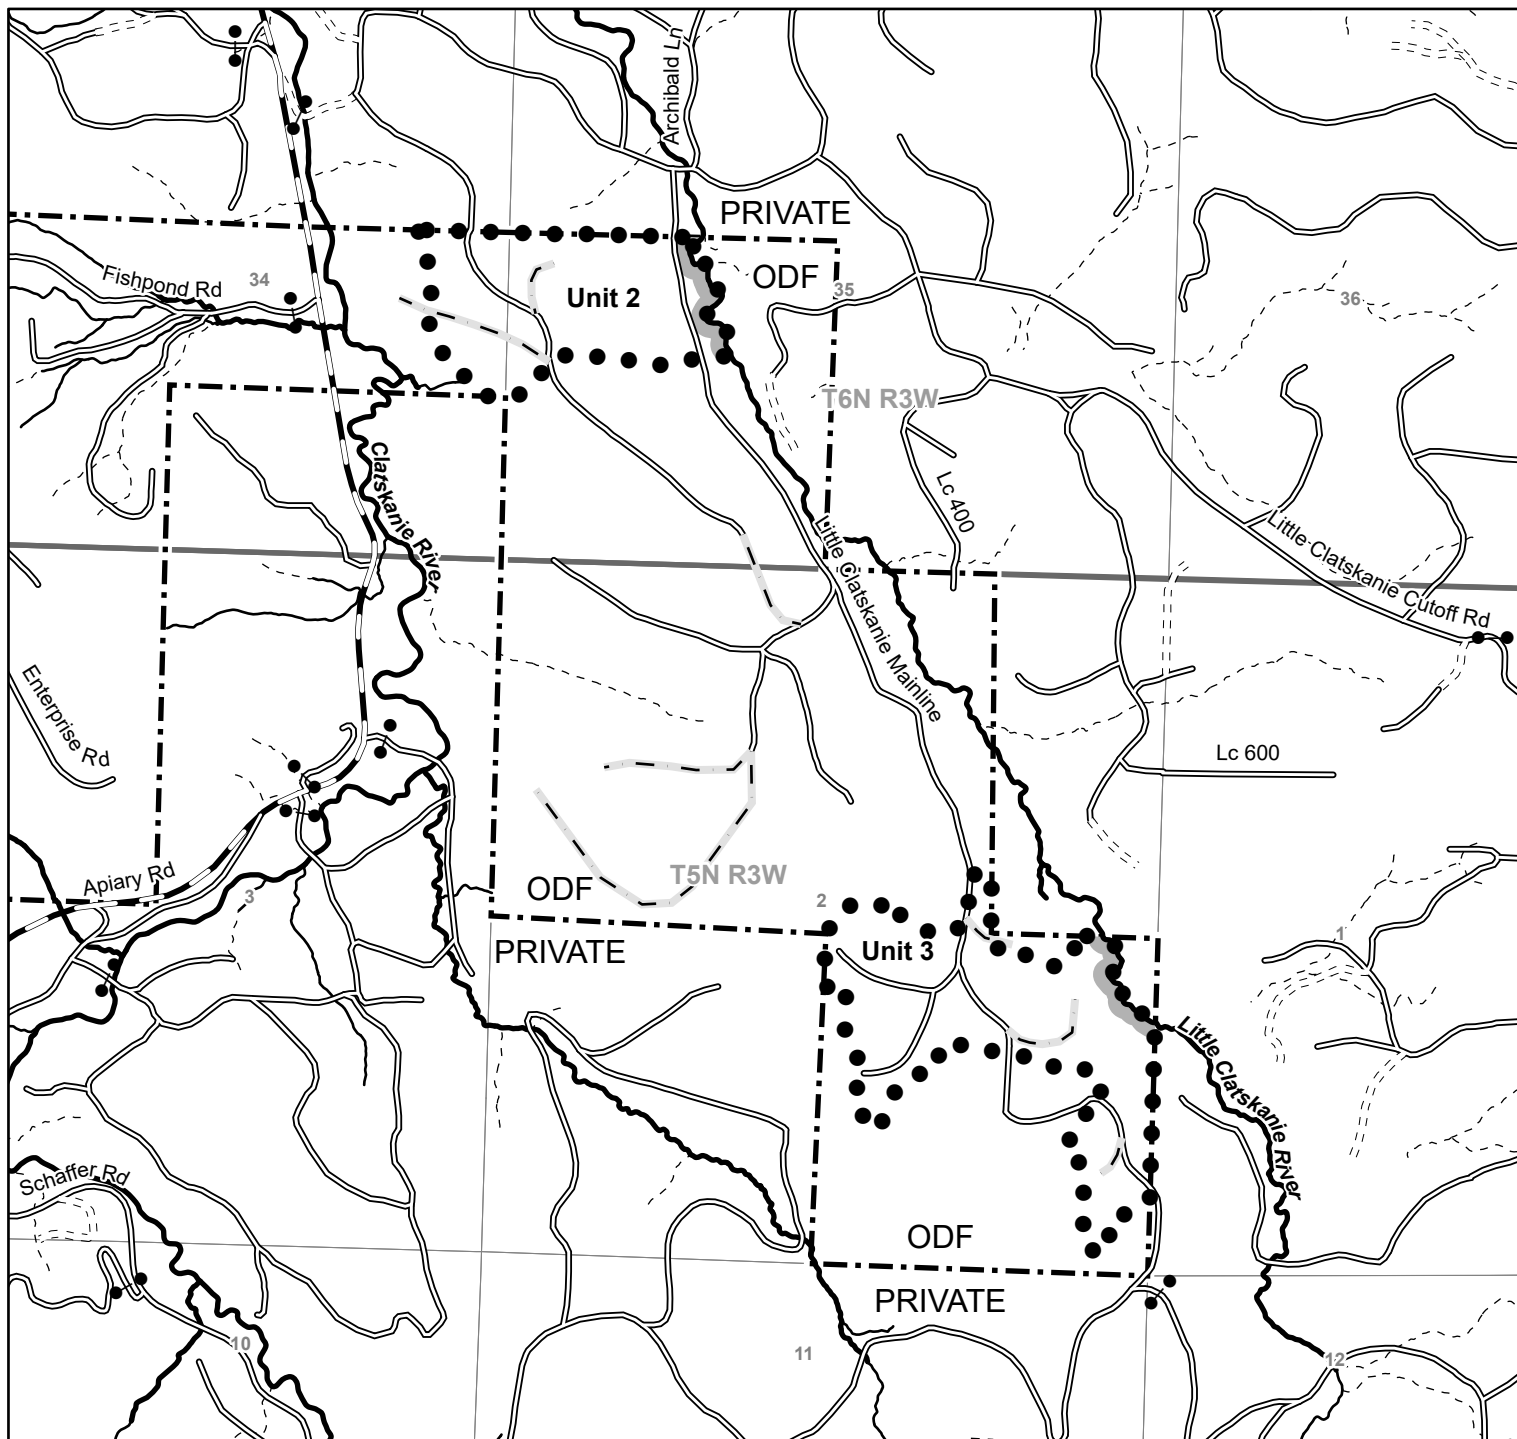 Archibald Ln
PRIVATE
ODF
34
Fishpond Rd
Unit 2
35
36
T6N R3W
Clatskanie River
Lc 400
Little Clatskanie Mainline
Little Clatskanie Cutoff Rd
Enterprise Rd
Lc 600
Apiary Rd
3
ODF
T5N R3W
2
PRIVATE
Unit 3
1
Little Clatskanie River
Schaffer Rd
ODF
PRIVATE
10
11
12